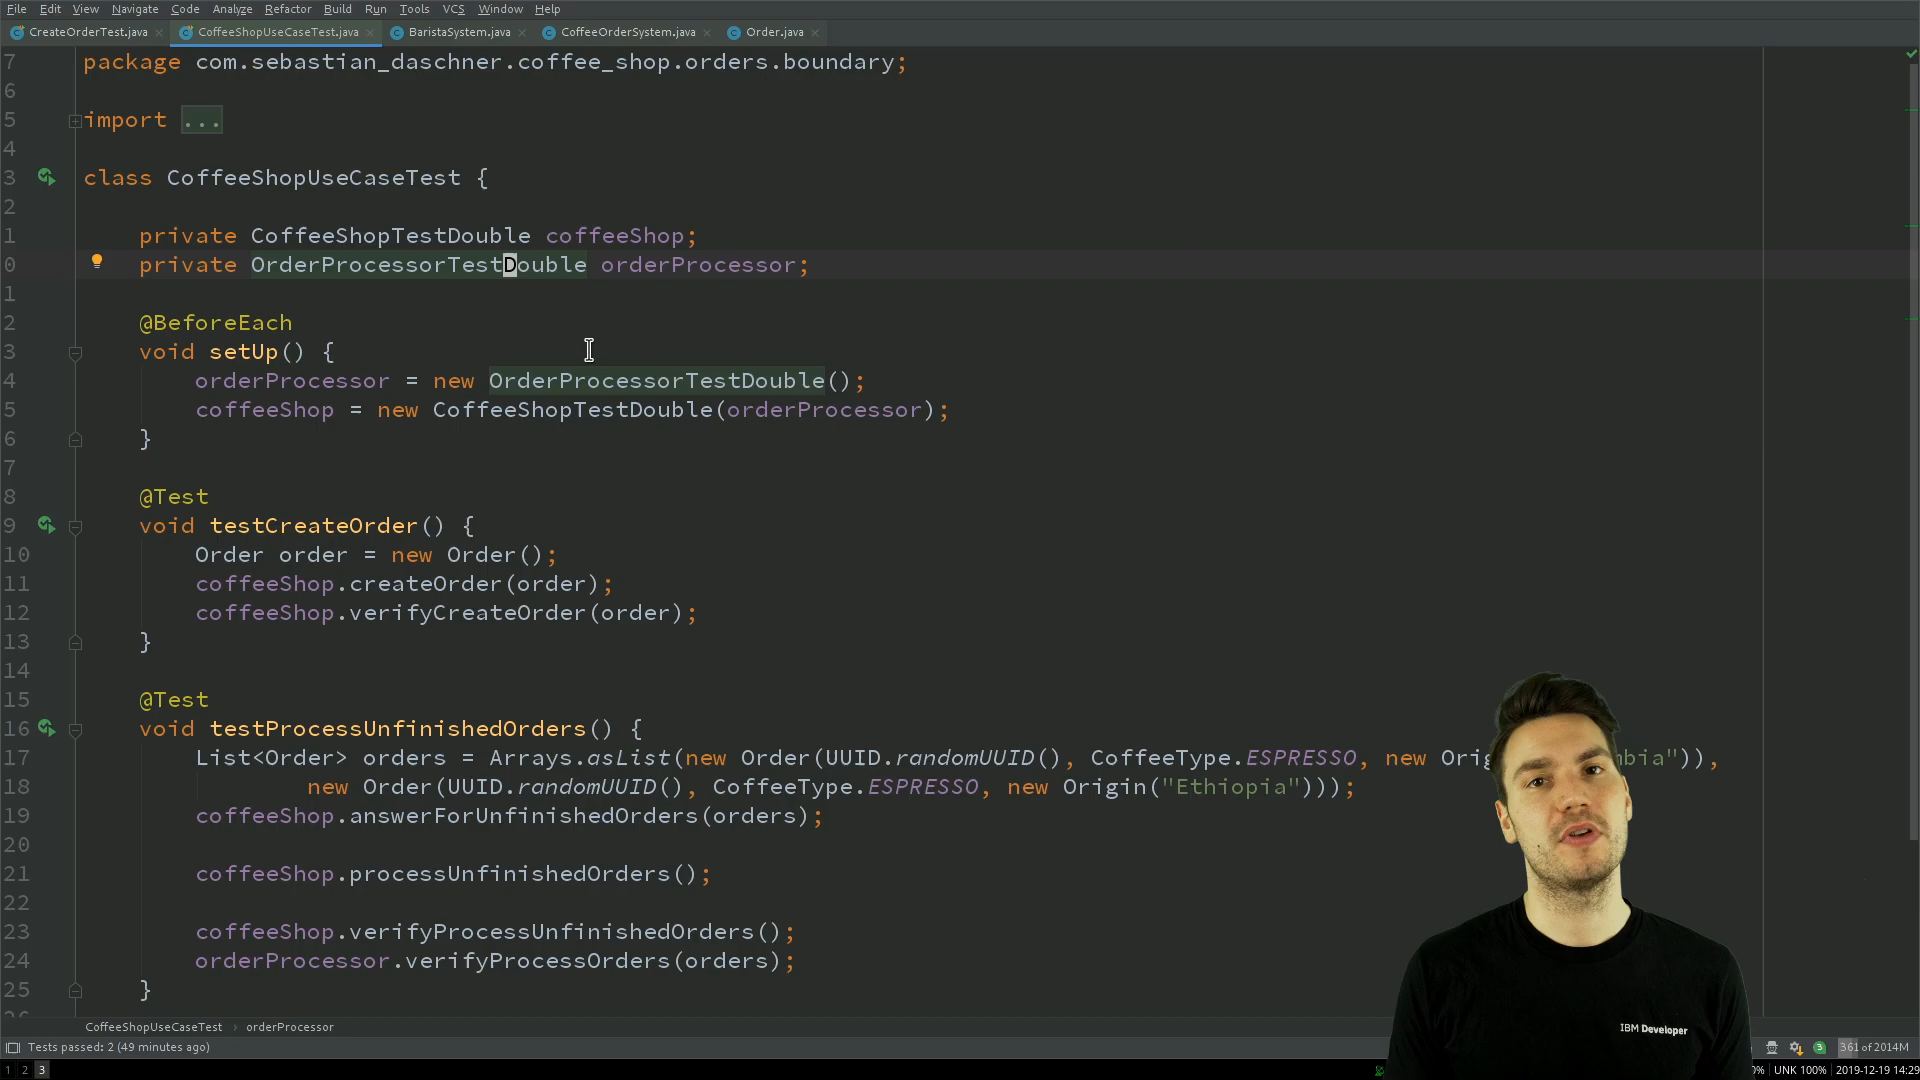 File Edit View Navigate Code Analyze Refactor Build Run Tools VCS Window Help
CreateOrderTest.java CoffeeShopUseCaseTest.java BaristaSystem.java CoffeeOrderSystem.java Order.java
7 package com.sebastian_daschner.coffee_shop.orders.boundary;
6
5 import ...
4
3 class CoffeeShopUseCaseTest {
2
1 private CoffeeShopTestDouble coffeeShop;
0 private OrderProcessorTestDouble orderProcessor;
1
2 @BeforeEach
3 void setUp() {
4 orderProcessor = new OrderProcessorTestDouble();
5 coffeeShop = new CoffeeShopTestDouble(orderProcessor);
6 }
7
8 @Test
9 void testCreateOrder() {
10 Order order = new Order();
11 coffeeShop.createOrder(order);
12 coffeeShop.verifyCreateOrder(order);
13 }
14
15 @Test
16 void testProcessUnfinishedOrders() {
17 List<Order> orders = Arrays.asList(new Order(UUID.randomUUID(), CoffeeType.ESPRESSO, new Orig mbia")),
18 new Order(UUID.randomUUID(), CoffeeType.ESPRESSO, new Origin("Ethiopia")));
19 coffeeShop.answerForUnfinishedOrders(orders);
20
21 coffeeShop.processUnfinishedOrders();
22
23 coffeeShop.verifyProcessUnfinishedOrders();
24 orderProcessor.verifyProcessOrders(orders);
25 }
CoffeeShopUseCaseTest › orderProcessor
IBM Developer
Tests passed: 2 (49 minutes ago)
3 361 of 2014M
1 2 3 0% UNK 100% 2019-12-19 14:29